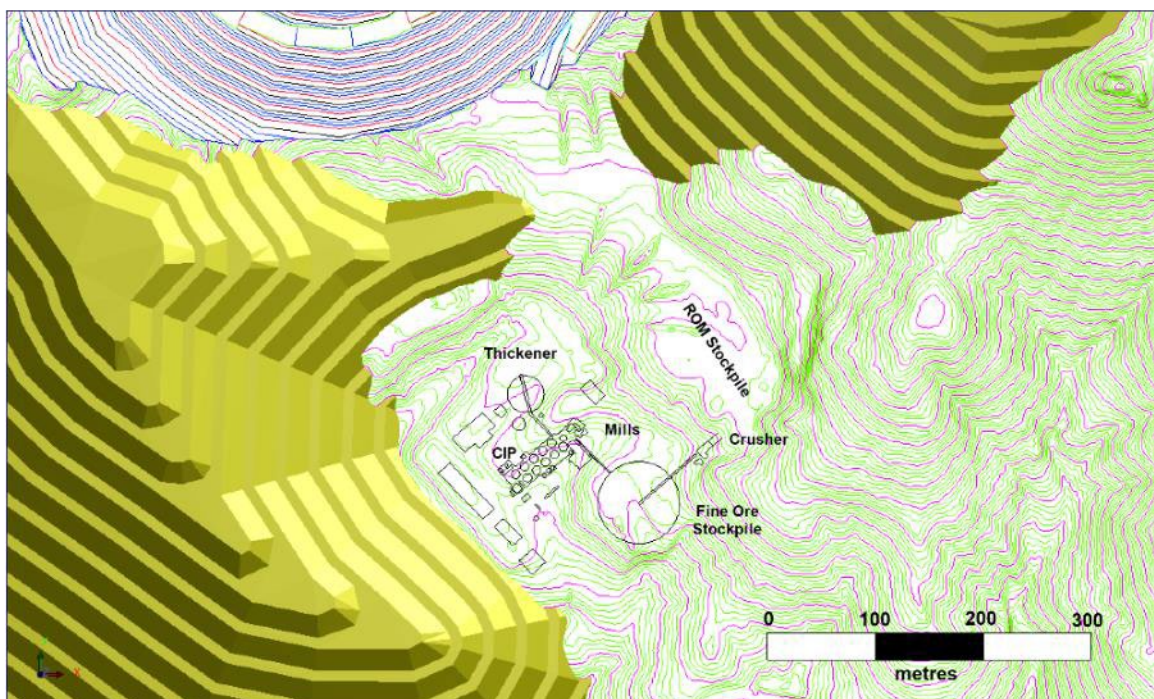 ROM Stockpile
Thickener
Mills
CIP
Crusher
Fine Ore
Stockpile
0 100 200 300
metres
X